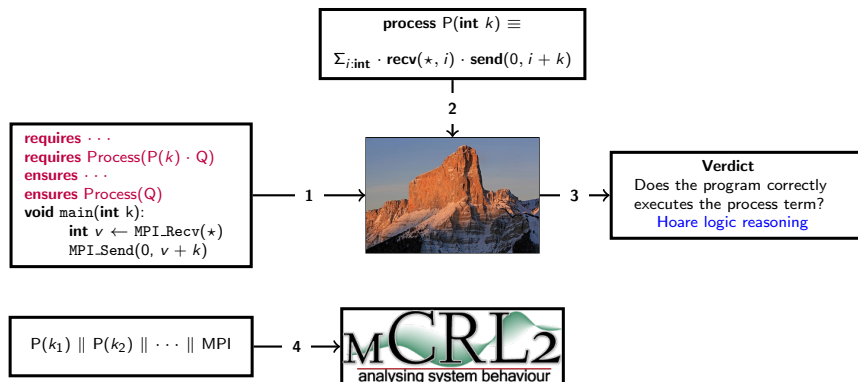 process P(int k) ≡
Σi:int · recv(⋆, i) · send(0, i + k)
2
requires · · ·
requires Process(P(k) · Q)
ensures · · ·
ensures Process(Q)
void main(int k):
int v ← MPI_Recv(⋆)
MPI_Send(0, v + k)
1
3
Verdict
Does the program correctly
executes the process term?
Hoare logic reasoning
P(k1) ∥ P(k2) ∥ · · · ∥ MPI
4
mCRL2
analysing system behaviour